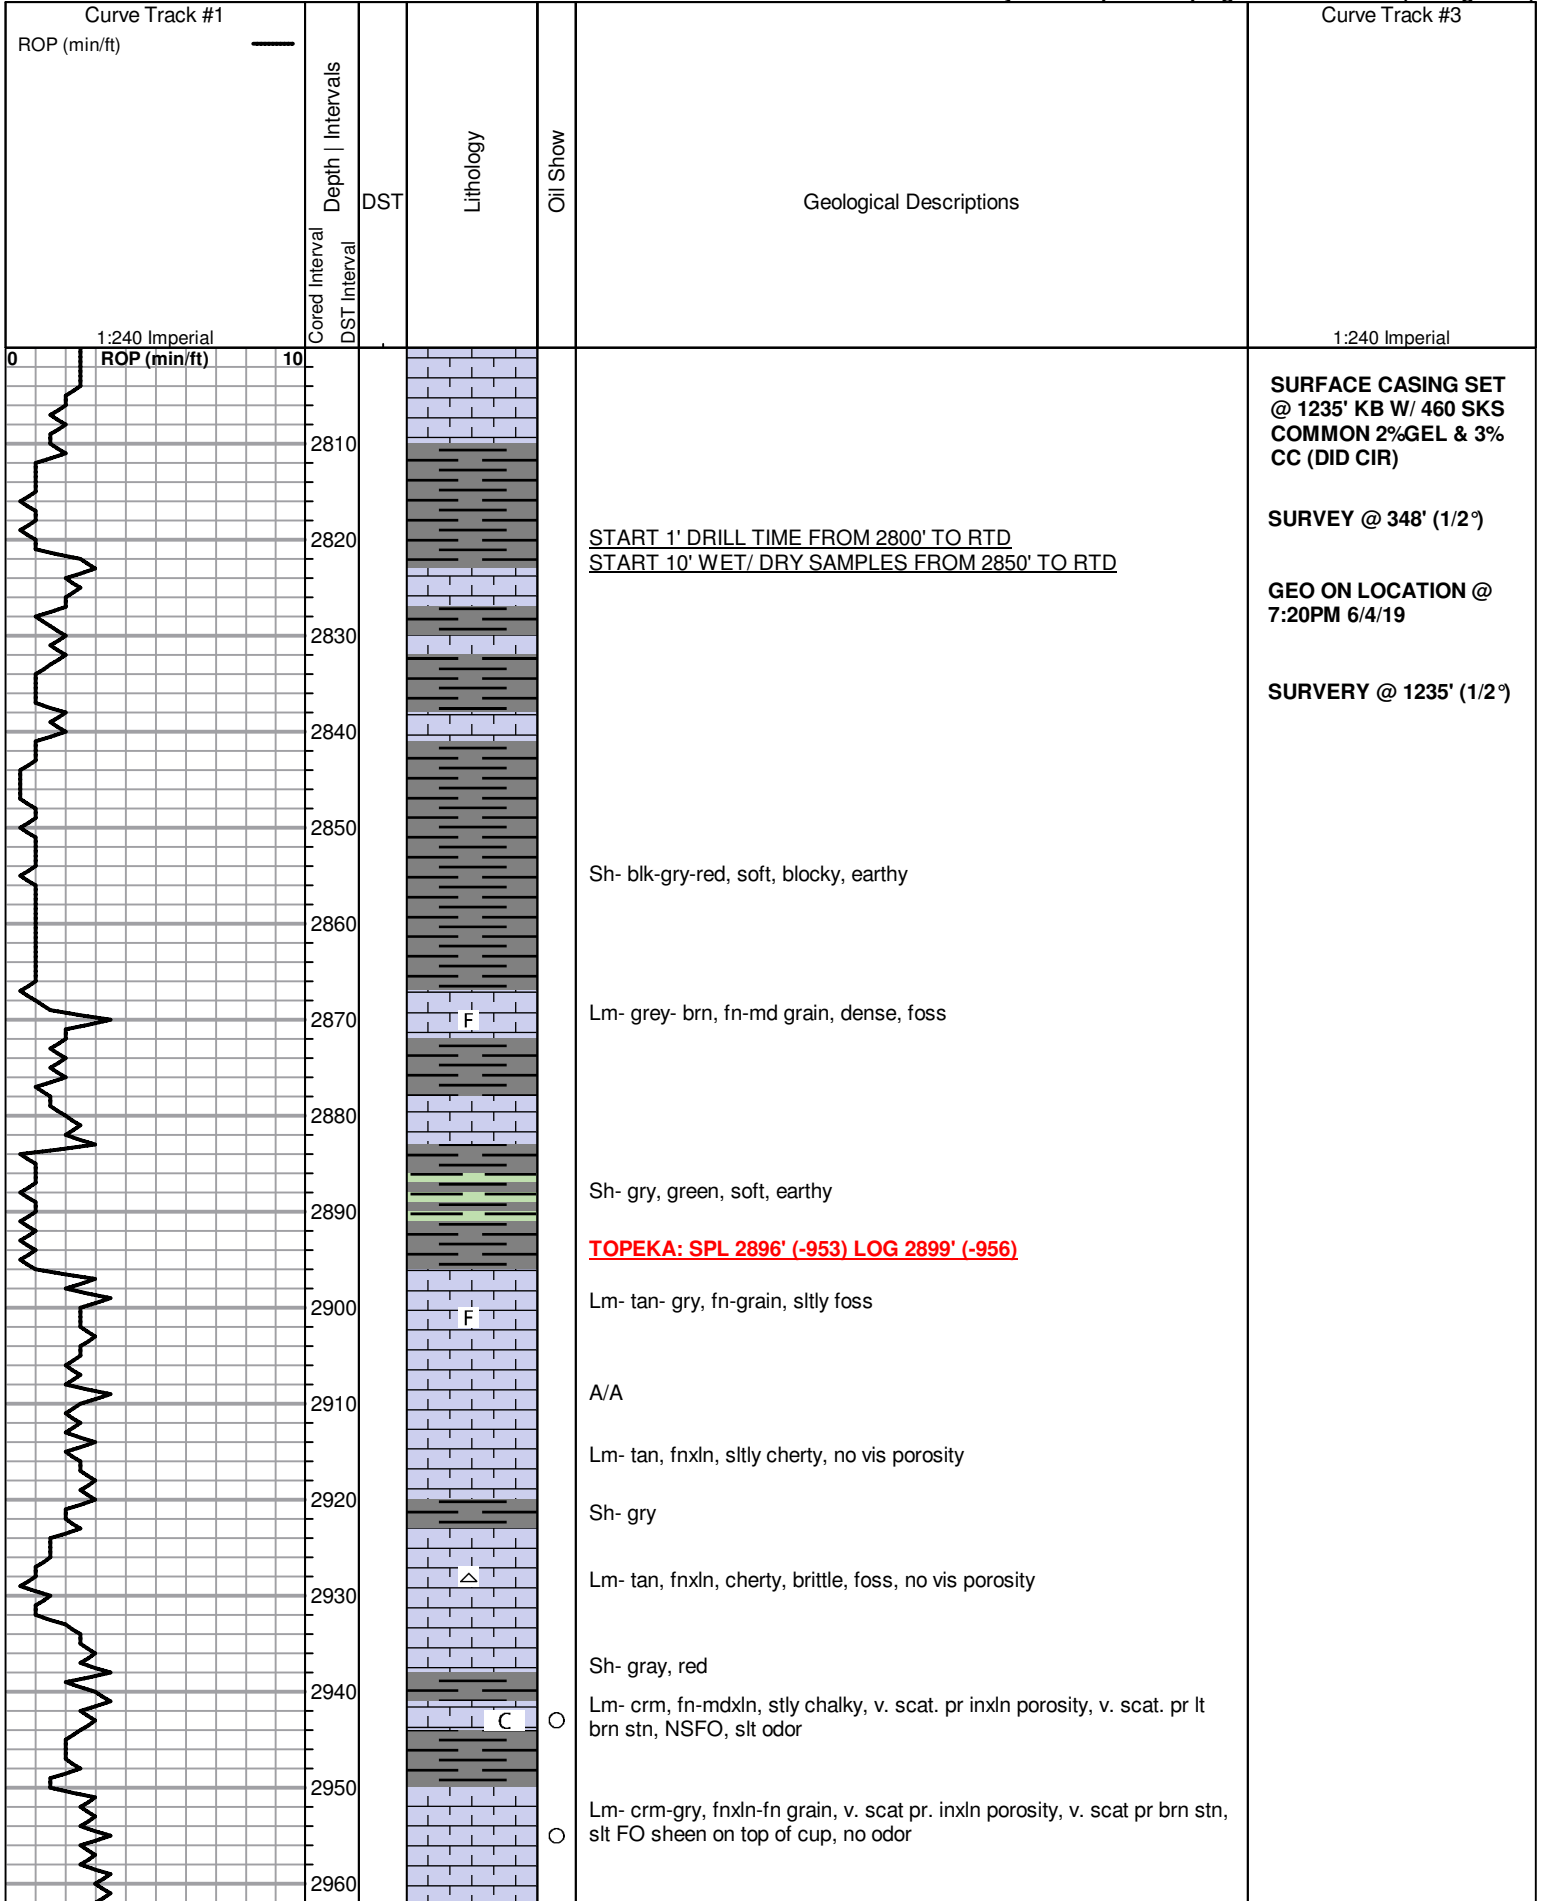 Curve Track #1
ROP (min/ft)
Depth | Intervals
Cored Interval
DST Interval
DST
Lithology
Oil Show
Geological Descriptions
Curve Track #3
1:240 Imperial
1:240 Imperial
0 ROP (min/ft) 10
SURFACE CASING SET
@ 1235' KB W/ 460 SKS
COMMON 2%GEL & 3%
CC (DID CIR)
2810
SURVEY @ 348' (1/2°)
2820
START 1' DRILL TIME FROM 2800' TO RTD
START 10' WET/ DRY SAMPLES FROM 2850' TO RTD
GEO ON LOCATION @
7:20PM 6/4/19
2830
SURVERY @ 1235' (1/2°)
2840
2850
Sh- blk-gry-red, soft, blocky, earthy
2860
2870
F
Lm- grey- brn, fn-md grain, dense, foss
2880
Sh- gry, green, soft, earthy
2890
TOPEKA: SPL 2896' (-953) LOG 2899' (-956)
Lm- tan- gry, fn-grain, sltly foss
2900
F
A/A
2910
Lm- tan, fnxln, sltly cherty, no vis porosity
2920
Sh- gry
Lm- tan, fnxln, cherty, brittle, foss, no vis porosity
2930
Sh- gray, red
2940
Lm- crm, fn-mdxln, stly chalky, v. scat. pr inxln porosity, v. scat. pr lt
brn stn, NSFO, slt odor
C
2950
Lm- crm-gry, fnxln-fn grain, v. scat pr. inxln porosity, v. scat pr brn stn,
slt FO sheen on top of cup, no odor
2960